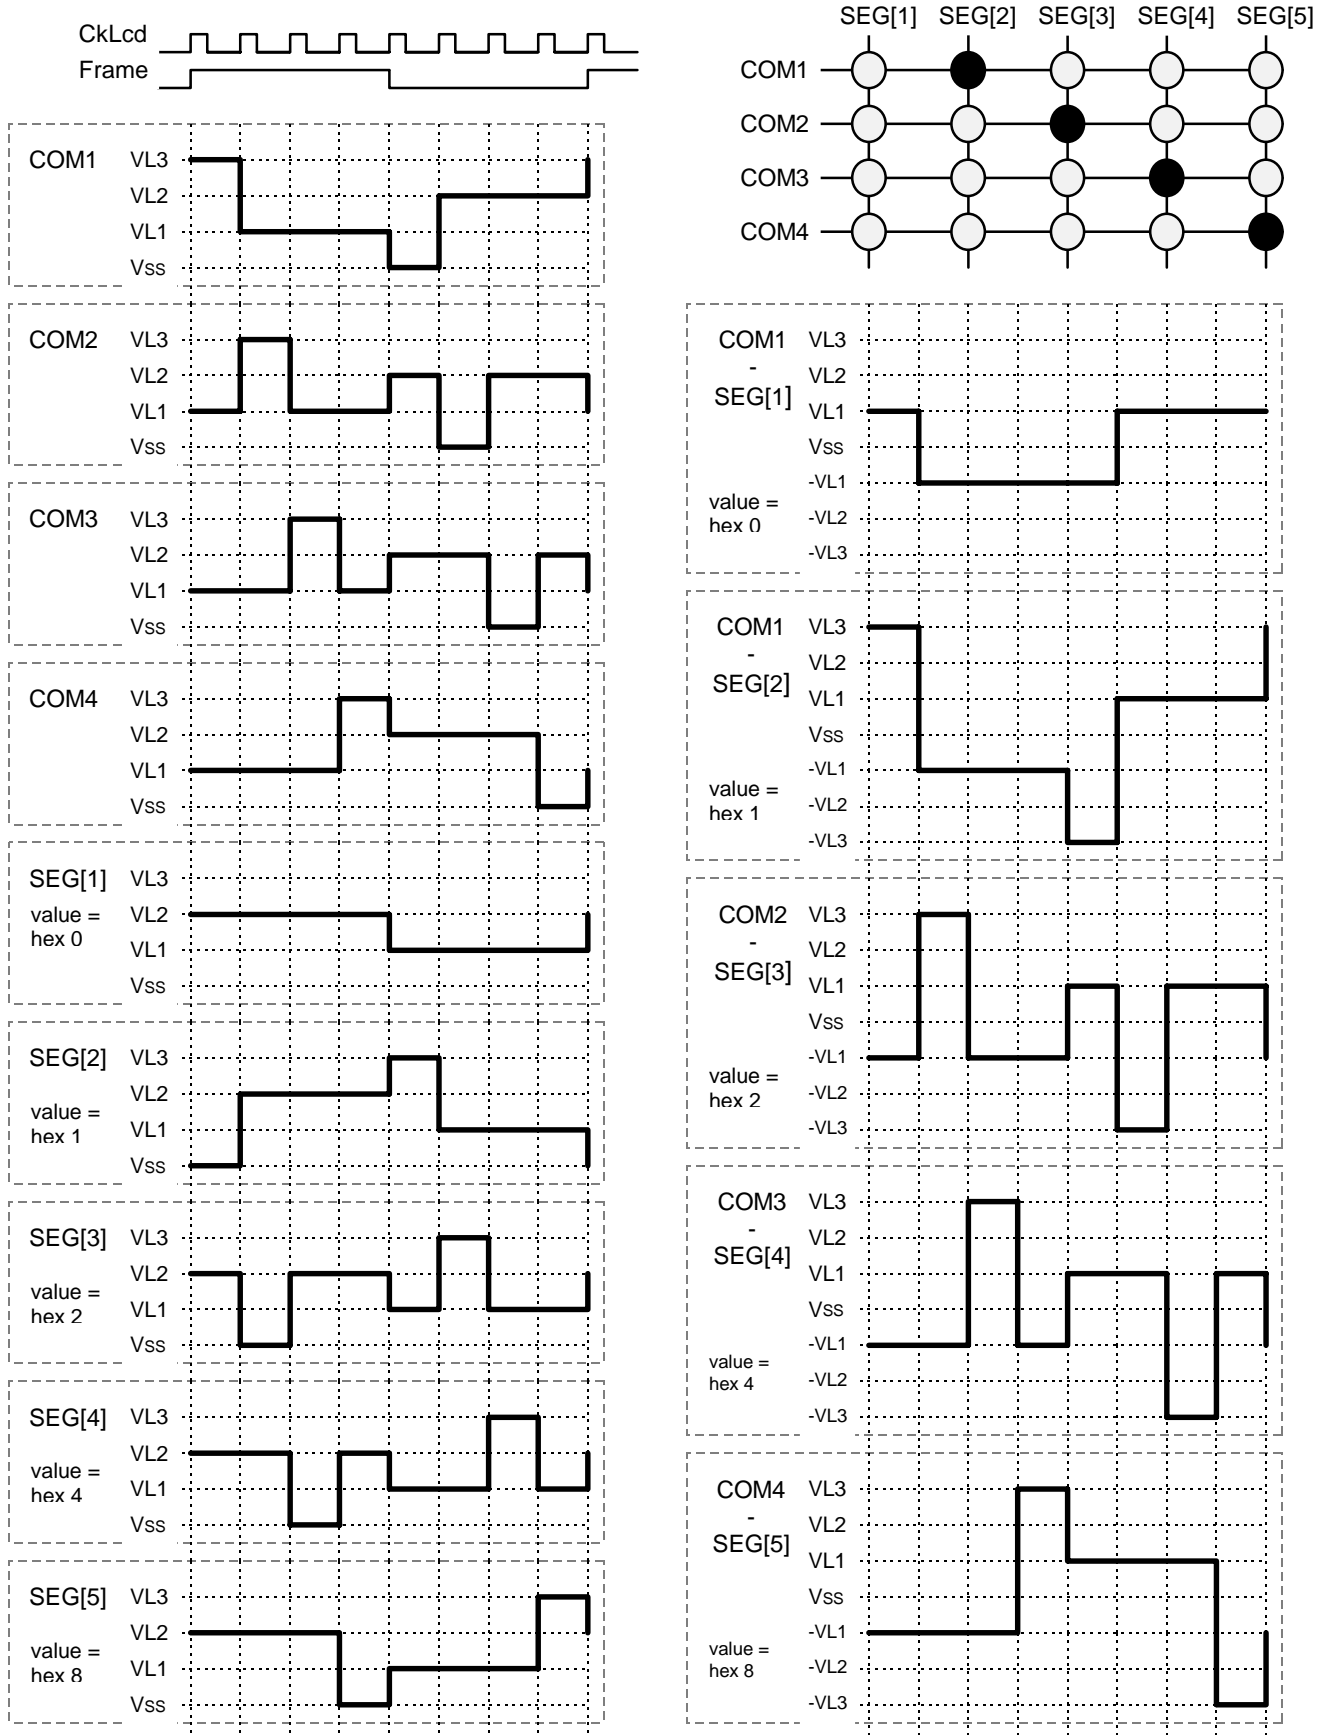 CkLcd
Frame
COM1
VL3
VL2
VL1
Vss
COM2
VL3
VL2
VL1
Vss
COM3
VL3
VL2
VL1
Vss
COM4
VL3
VL2
VL1
Vss
SEG[1] VL3
value = VL2
hex 0 VL1
Vss
SEG[2] VL3
VL2
value =
hex 1 VL1
Vss
SEG[3] VL3
VL2
value =
hex 2 VL1
Vss
SEG[4] VL3
VL2
value =
hex 4 VL1
Vss
SEG[5] VL3
VL2
value =
hex 8 VL1
Vss
SEG[1] SEG[2] SEG[3] SEG[4] SEG[5]
COM1
COM2
COM3
COM4
COM1 VL3
- VL2
SEG[1] VL1
Vss
-VL1
value =
hex 0 -VL2
-VL3
COM1 VL3
- VL2
SEG[2] VL1
Vss
-VL1
value =
hex 1 -VL2
-VL3
COM2 VL3
- VL2
SEG[3] VL1
Vss
-VL1
value =
hex 2 -VL2
-VL3
COM3 VL3
- VL2
SEG[4] VL1
Vss
-VL1
value =
hex 4 -VL2
-VL3
COM4 VL3
- VL2
SEG[5] VL1
Vss
-VL1
value =
hex 8 -VL2
-VL3